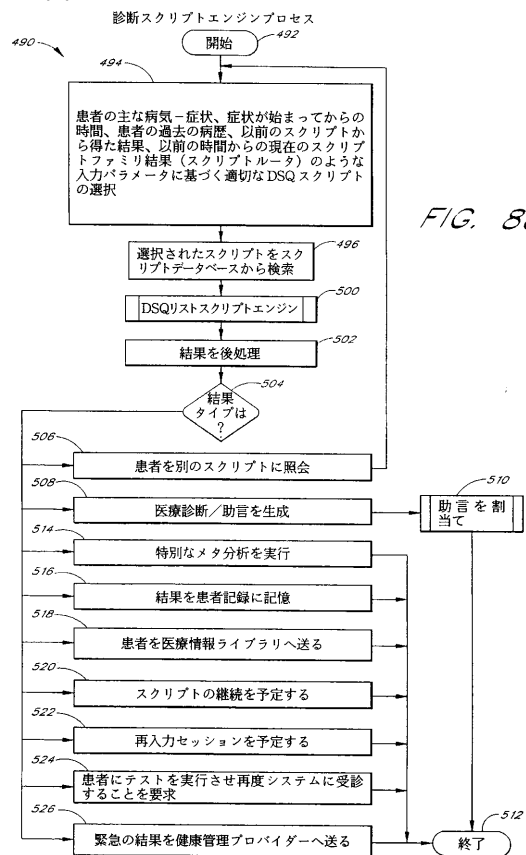 診断スクリプトエンジンプロセス
490
開始
492
494
患者の主な病気－症状、症状が始まってからの
時間、患者の過去の病歴、以前のスクリプトか
ら得た結果、以前の時間からの現在のスクリプ
トファミリ結果（スクリプトルータ）のような
入力パラメータに基づく適切なDSQスクリプト
の選択
FIG. 8
496
選択されたスクリプトをスク
リプトデータベースから検索
500
DSQリストスクリプトエンジン
502
結果を後処理
504
結果
タイプは
?
506
患者を別のスクリプトに照会
508
医療診断／助言を生成
510
助言を割
当て
514
特別なメタ分析を実行
516
結果を患者記録に記憶
518
患者を医療情報ライブラリへ送る
520
スクリプトの継続を予定する
522
再入力セッションを予定する
524
患者にテストを実行させ再度システムに受診
することを要求
526
緊急の結果を健康管理プロバイダーへ送る
512
終了